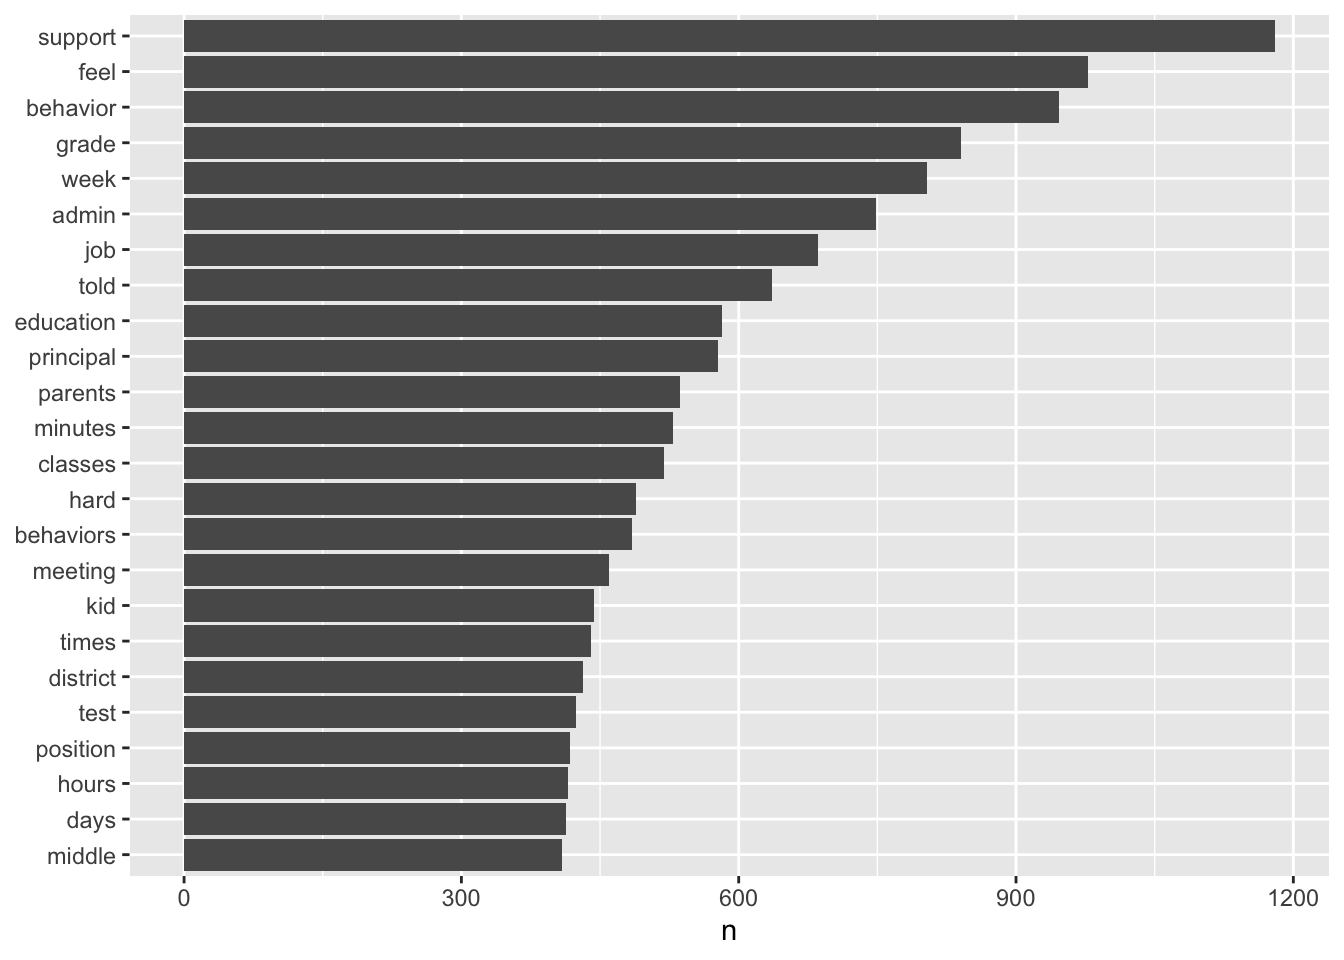 support
feel
behavior
grade
week
admin
job
told
education
principal
parents
minutes
classes
hard
behaviors
meeting
kid
times
district
test
position
hours
days
middle
0 300 600 900 1200
n